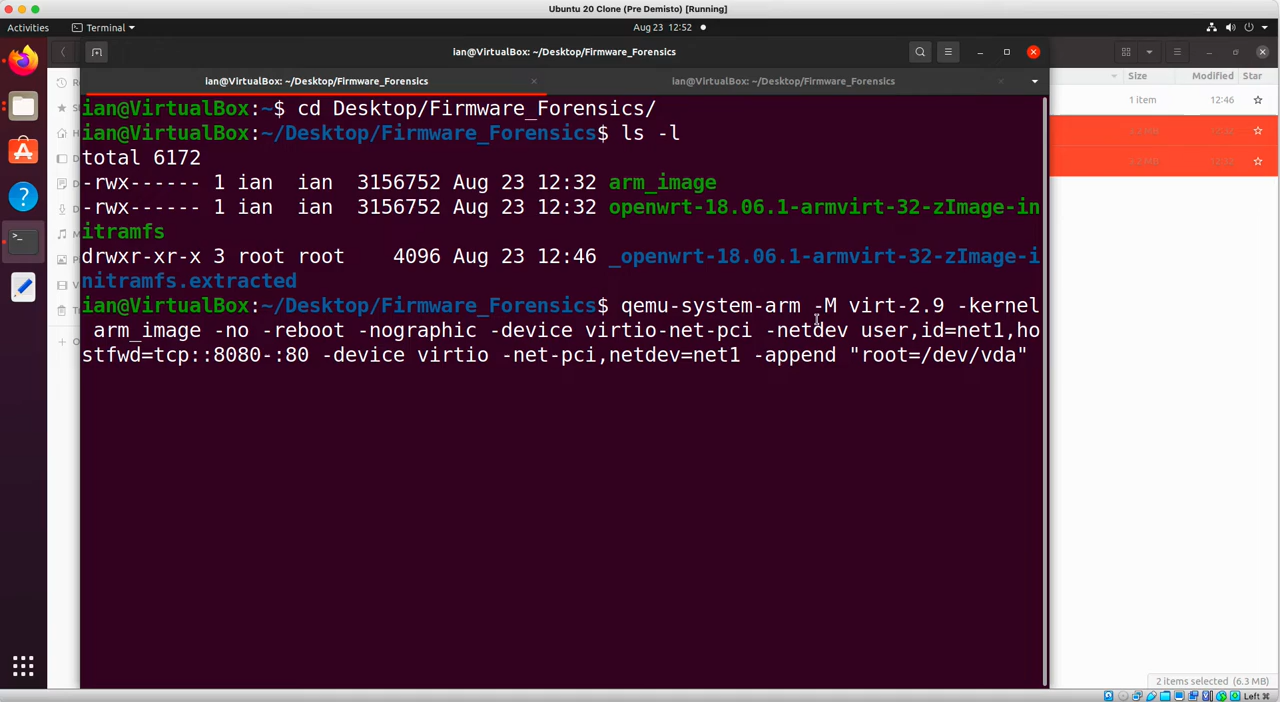 Ubuntu 20 Clone (Pre Demisto) [Running]
Activities
Terminal
Aug 23 12:52
ian@VirtualBox: ~/Desktop/Firmware_Forensics
ian@VirtualBox: ~/Desktop/Firmware_Forensics
ian@VirtualBox: ~/Desktop/Firmware_Forensics
Size
Modified
Star
1 item
12:46
ian@VirtualBox:~$ cd Desktop/Firmware_Forensics/
ian@VirtualBox:~/Desktop/Firmware_Forensics$ ls -l
total 6172
-rwx------ 1 ian  ian  3156752 Aug 23 12:32 arm_image
-rwx------ 1 ian  ian  3156752 Aug 23 12:32 openwrt-18.06.1-armvirt-32-zImage-in
itramfs
drwxr-xr-x 3 root root    4096 Aug 23 12:46 _openwrt-18.06.1-armvirt-32-zImage-i
nitramfs.extracted
ian@VirtualBox:~/Desktop/Firmware_Forensics$ qemu-system-arm -M virt-2.9 -kernel
 arm_image -no -reboot -nographic -device virtio-net-pci -netdev user,id=net1,ho
stfwd=tcp::8080-:80 -device virtio -net-pci,netdev=net1 -append "root=/dev/vda"
2 items selected (6.3 MB)
Left ⌘